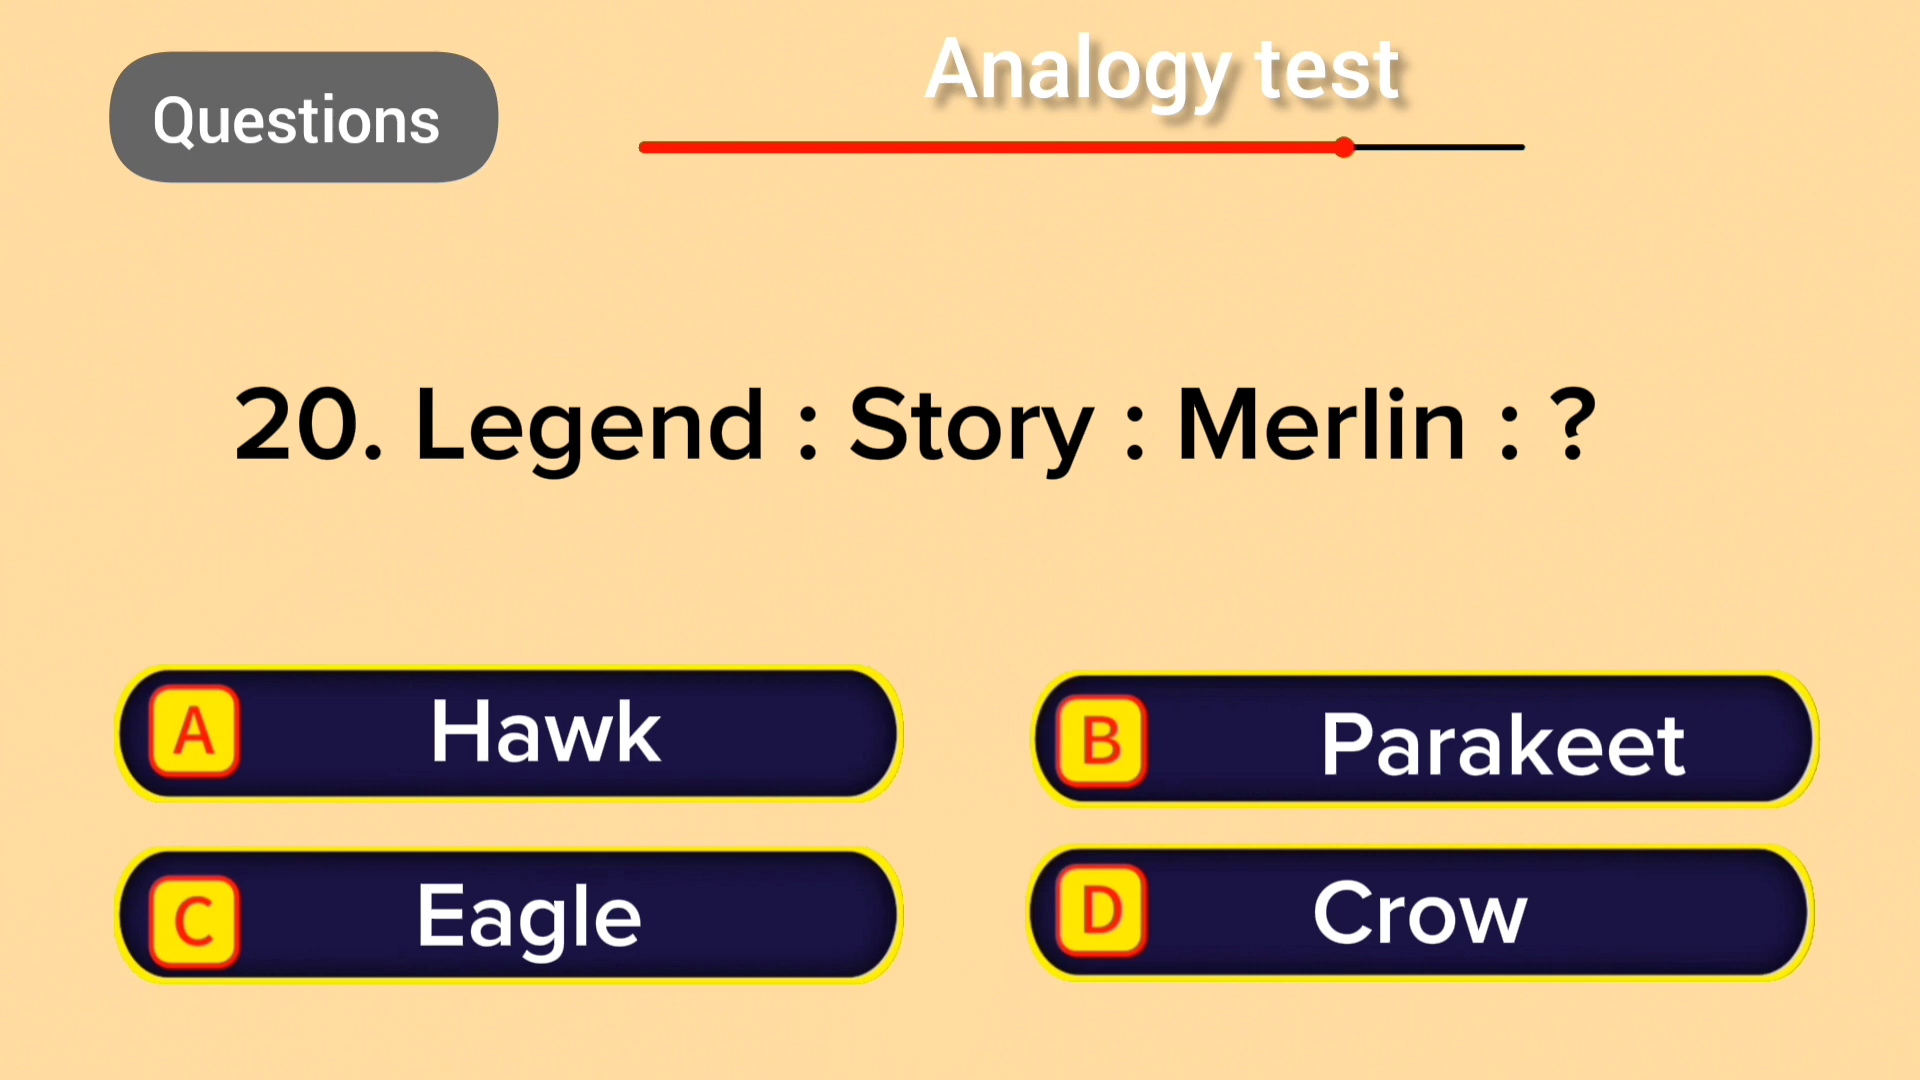 Questions
Analogy test
20. Legend : Story : Merlin : ?
A Hawk
B Parakeet
C Eagle
D Crow